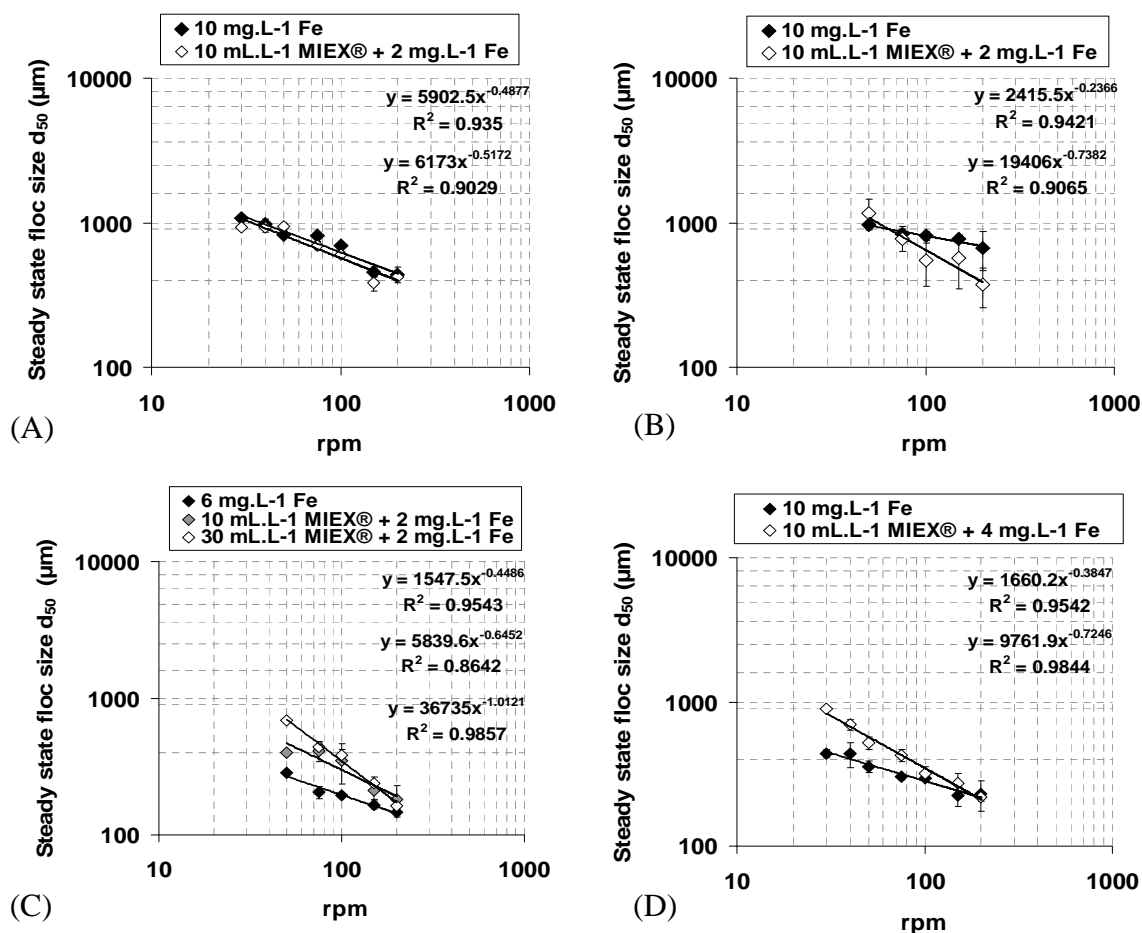 10 mg.L-1 Fe
10 mL.L-1 MIEX® + 2 mg.L-1 Fe
Steady state floc size d₅₀ (µm)
10000
1000
100
y = 5902.5x^-0.4877
R² = 0.935
y = 6173x^-0.5172
R² = 0.9029
10 100 1000
rpm
(A)
10 mg.L-1 Fe
10 mL.L-1 MIEX® + 2 mg.L-1 Fe
Steady state floc size d₅₀ (µm)
10000
1000
100
y = 2415.5x^-0.2366
R² = 0.9421
y = 19406x^-0.7382
R² = 0.9065
10 100 1000
rpm
(B)
6 mg.L-1 Fe
10 mL.L-1 MIEX® + 2 mg.L-1 Fe
30 mL.L-1 MIEX® + 2 mg.L-1 Fe
Steady state floc size d₅₀ (µm)
10000
1000
100
y = 1547.5x^-0.4486
R² = 0.9543
y = 5839.6x^-0.6452
R² = 0.8642
y = 36735x^-1.0121
R² = 0.9857
10 100 1000
rpm
(C)
10 mg.L-1 Fe
10 mL.L-1 MIEX® + 4 mg.L-1 Fe
Steady state floc size d₅₀ (µm)
10000
1000
100
y = 1660.2x^-0.3847
R² = 0.9542
y = 9761.9x^-0.7246
R² = 0.9844
10 100 1000
rpm
(D)